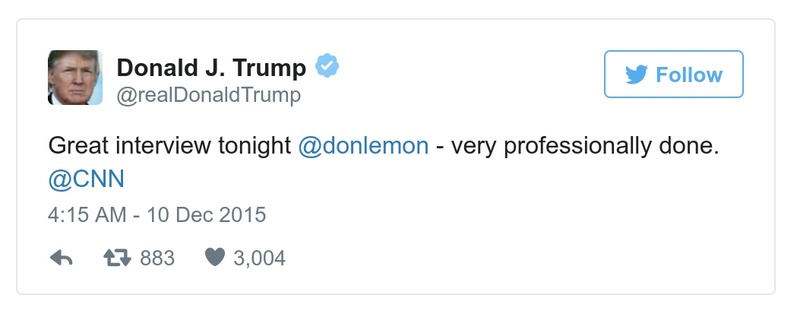 Donald J. Trump
@realDonaldTrump
Follow
Great interview tonight @donlemon - very professionally done.
@CNN
4:15 AM - 10 Dec 2015
883 3,004